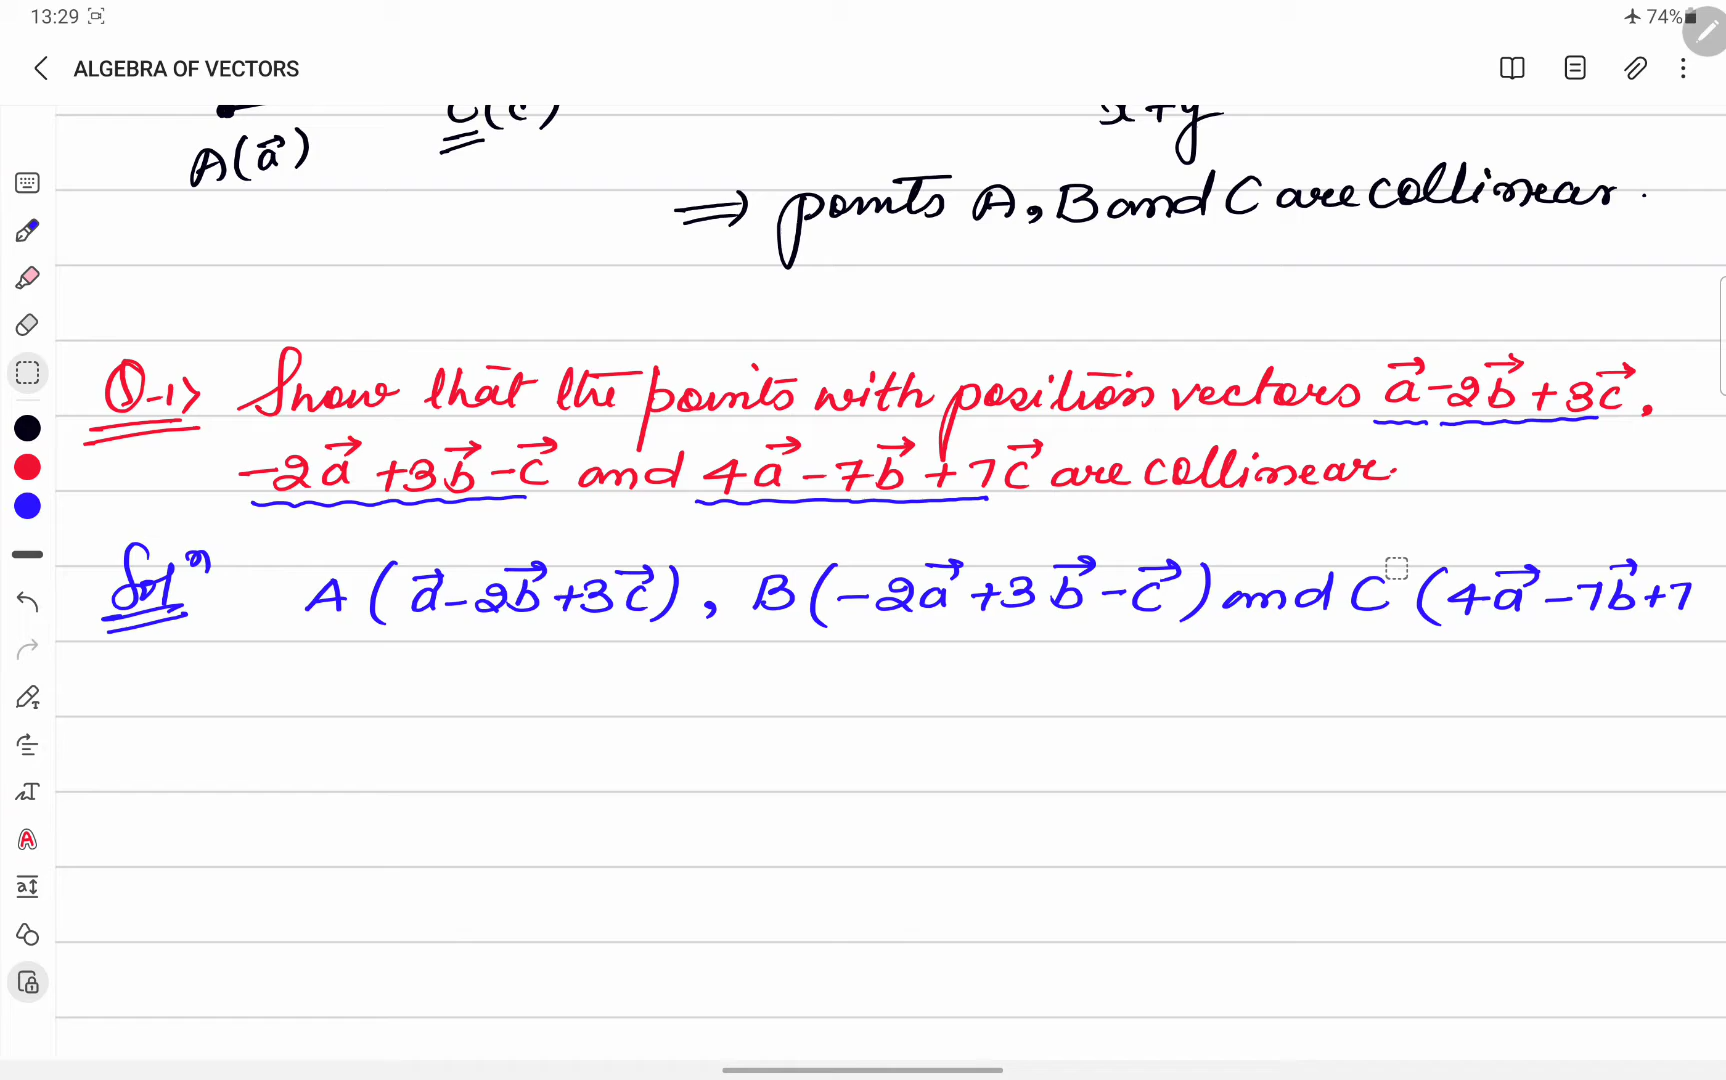 13:29 74%
ALGEBRA OF VECTORS
x+y
A(a⃗) C(c⃗)
⇒ points A, B and C are collinear.
Q-1> Show that the points with position vectors a⃗-2b⃗+3c⃗,
-2a⃗+3b⃗-c⃗ and 4a⃗-7b⃗+7c⃗ are collinear.
Solⁿ A(a⃗-2b⃗+3c⃗), B(-2a⃗+3b⃗-c⃗) and C(4a⃗-7b⃗+7